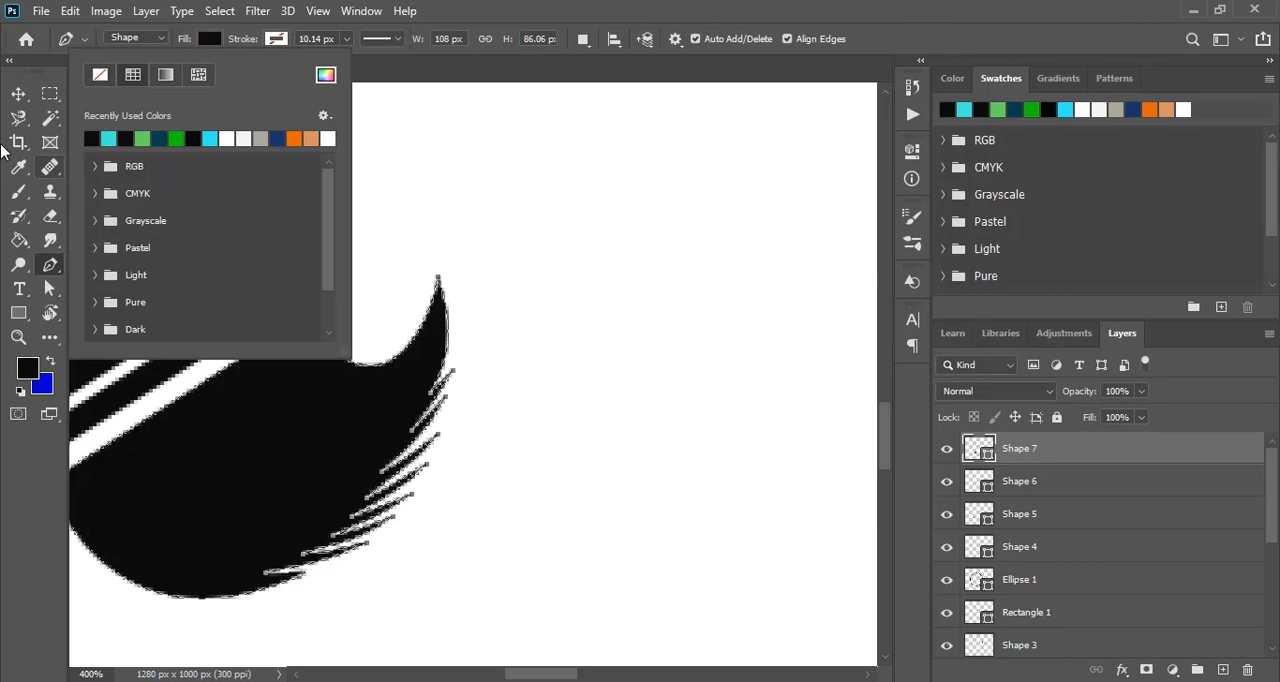 Ps File Edit Image Layer Type Select Filter 3D View Window Help
Shape Fill: Stroke: 10.14 px W: 108 px H: 86.06 p: Auto Add/Delete Align Edges
Recently Used Colors
RGB
CMYK
Grayscale
Pastel
Light
Pure
Dark
Color Swatches Gradients Patterns
RGB
CMYK
Grayscale
Pastel
Light
Pure
Learn Libraries Adjustments Layers
Kind
Normal Opacity: 100%
Lock: Fill: 100%
Shape 7
Shape 6
Shape 5
Shape 4
Ellipse 1
Rectangle 1
Shape 3
400% 1280 px x 1000 px (300 ppi)